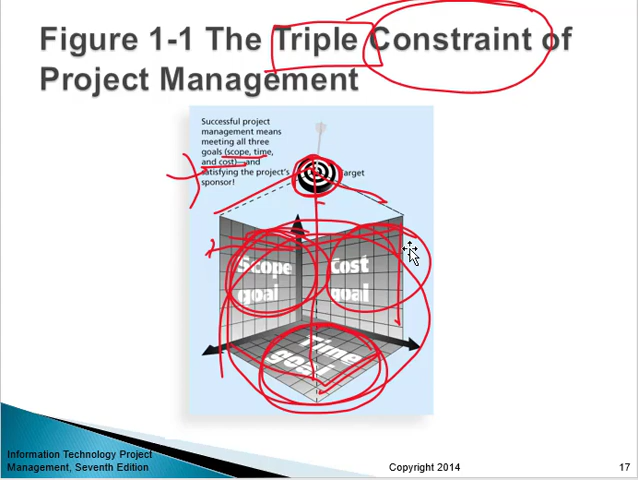 Figure 1-1 The Triple Constraint of
Project Management
Successful project
management means
meeting all three
goals (scope, time,
and cost)—and
satisfying the project's
sponsor!
Target
Scope
goal
Cost
goal
Time
goal
Information Technology Project
Management, Seventh Edition
Copyright 2014
17